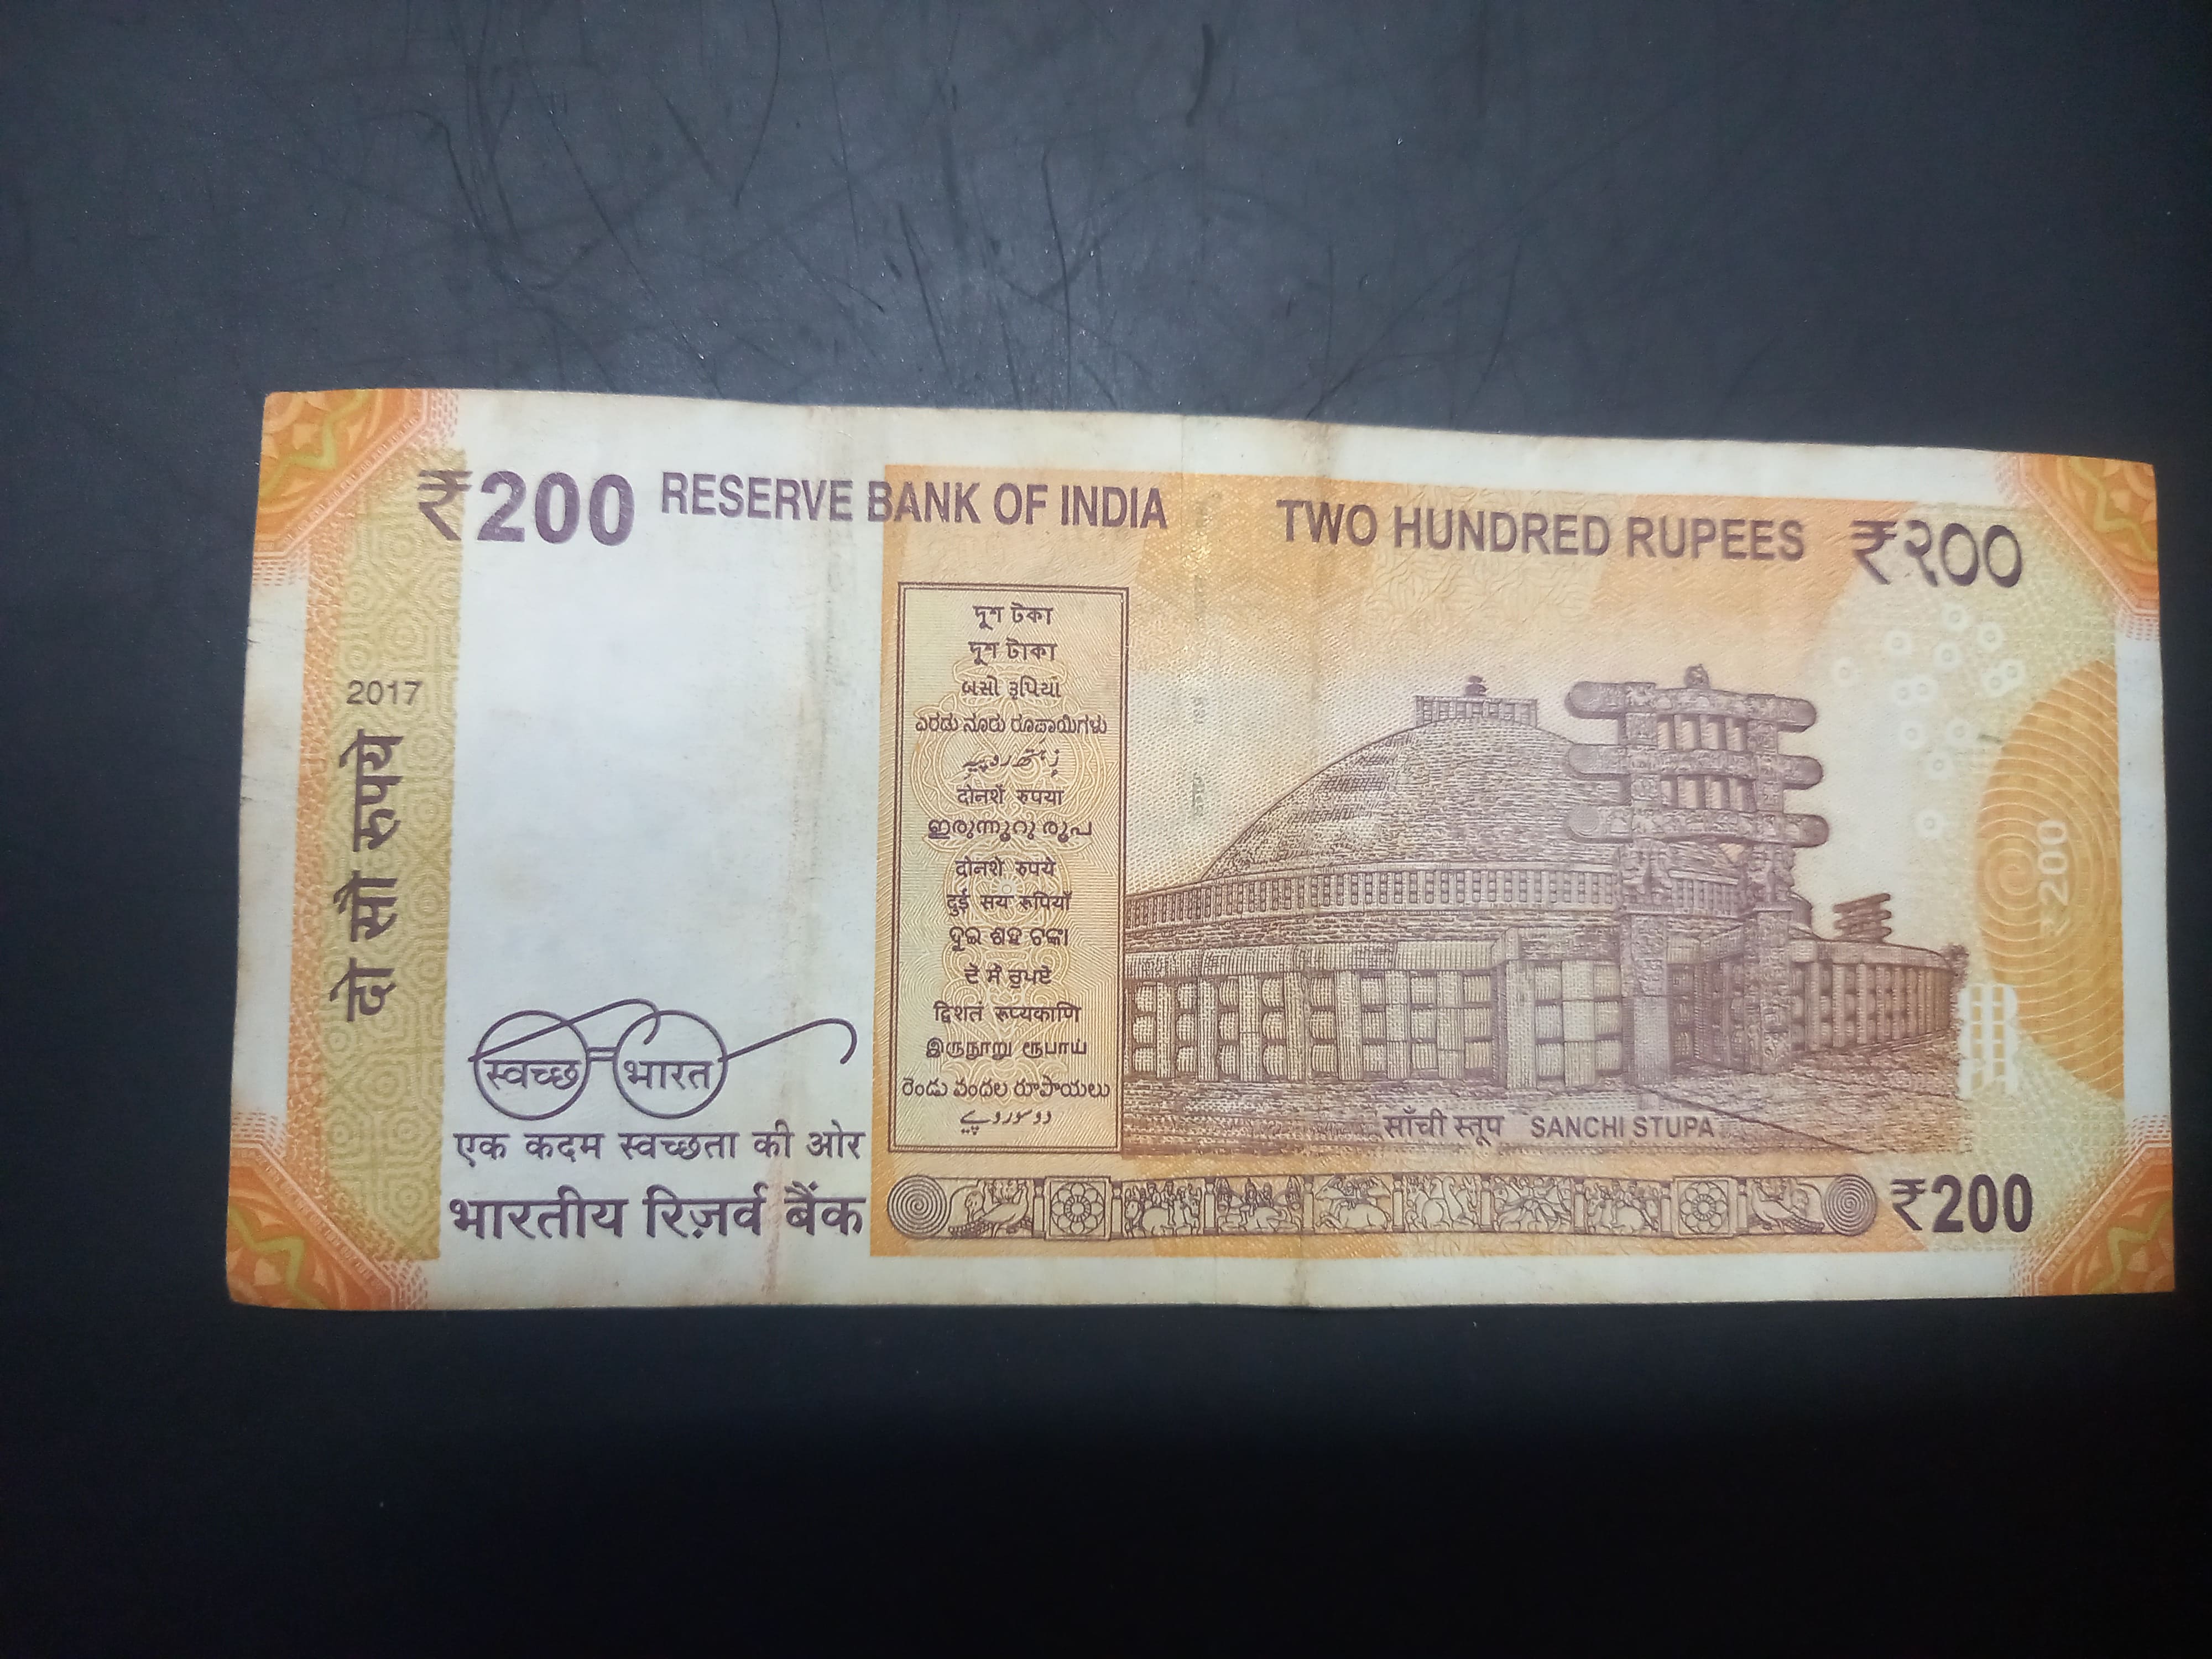 ₹200 RESERVE BANK OF INDIA TWO HUNDRED RUPEES ₹२००
2017
दो सौ रुपये
দুশ টকা
দুশ টাকা
બસો રૂપિયા
ಎರಡು ನೂರು ರೂಪಾಯಿಗಳು
दोनशें रुपया
ഇരുന്നൂറു രൂപ
दोनशे रुपये
दुई सय रूपियाँ
ଦୁଇ ଶହ ଟଙ୍କା
ਦੋ ਸੌ ਰੁਪਏ
द्विशतं रूप्यकाणि
இருநூறு ரூபாய்
రెండు వందల రూపాయలు
دو سو روپیے
स्वच्छ भारत
एक कदम स्वच्छता की ओर
भारतीय रिज़र्व बैंक
साँची स्तूप SANCHI STUPA
₹200
₹200